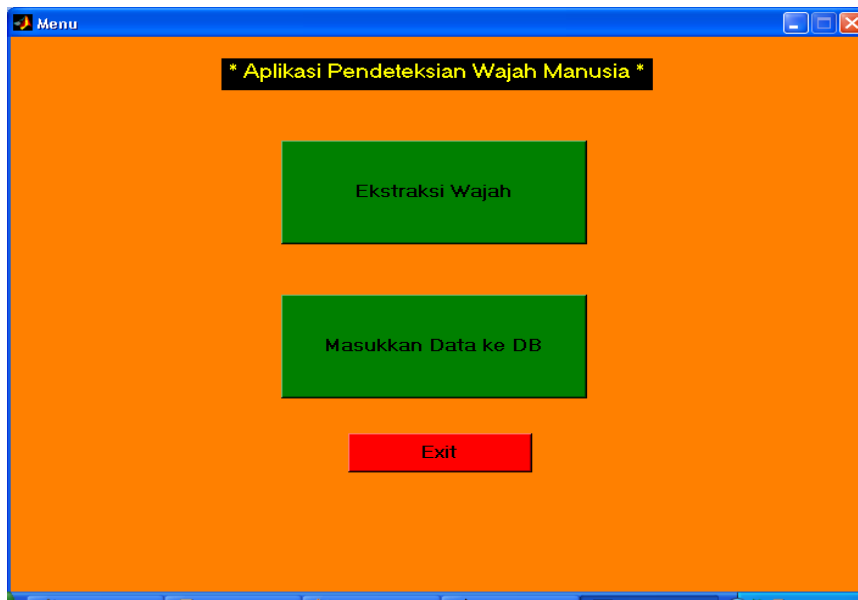 Menu
* Aplikasi Pendeteksian Wajah Manusia *
Ekstraksi Wajah
Masukkan Data ke DB
Exit